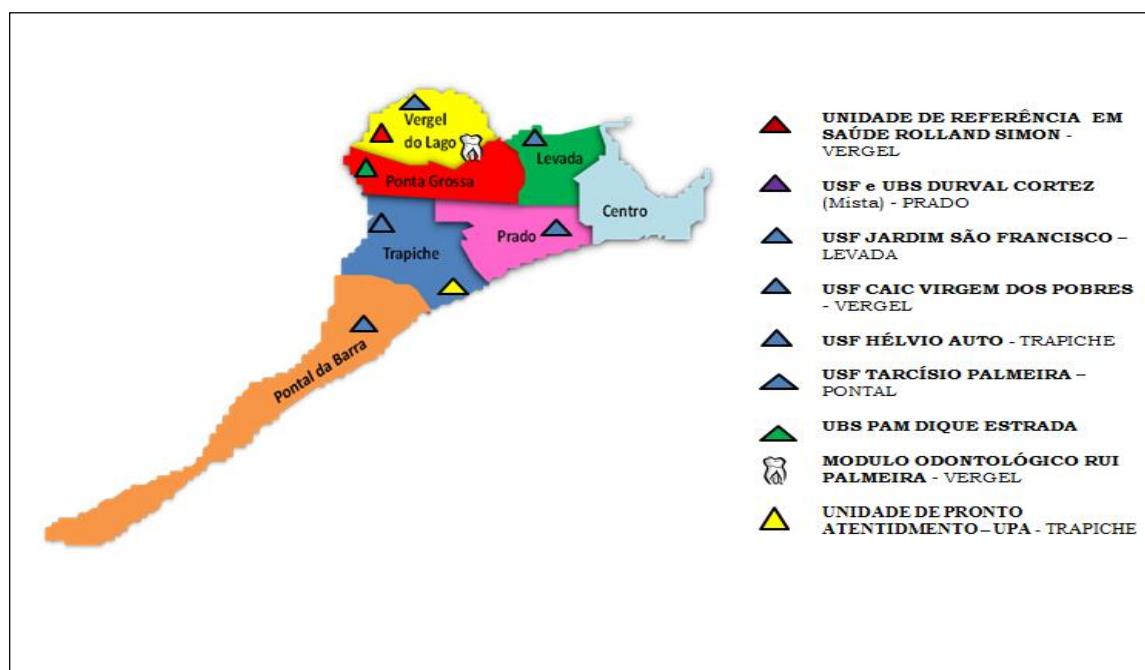 Vergel
do Lago
Levada
Ponta Grossa
Centro
Prado
Trapiche
Pontal da Barra
UNIDADE DE REFERÊNCIA EM
SAÚDE ROLLAND SIMON -
VERGEL
USF e UBS DURVAL CORTEZ
(Mista) - PRADO
USF JARDIM SÃO FRANCISCO –
LEVADA
USF CAIC VIRGEM DOS POBRES
- VERGEL
USF HÉLVIO AUTO - TRAPICHE
USF TARCÍSIO PALMEIRA –
PONTAL
UBS PAM DIQUE ESTRADA
MODULO ODONTOLÓGICO RUI
PALMEIRA - VERGEL
UNIDADE DE PRONTO
ATENTIDMENTO – UPA - TRAPICHE